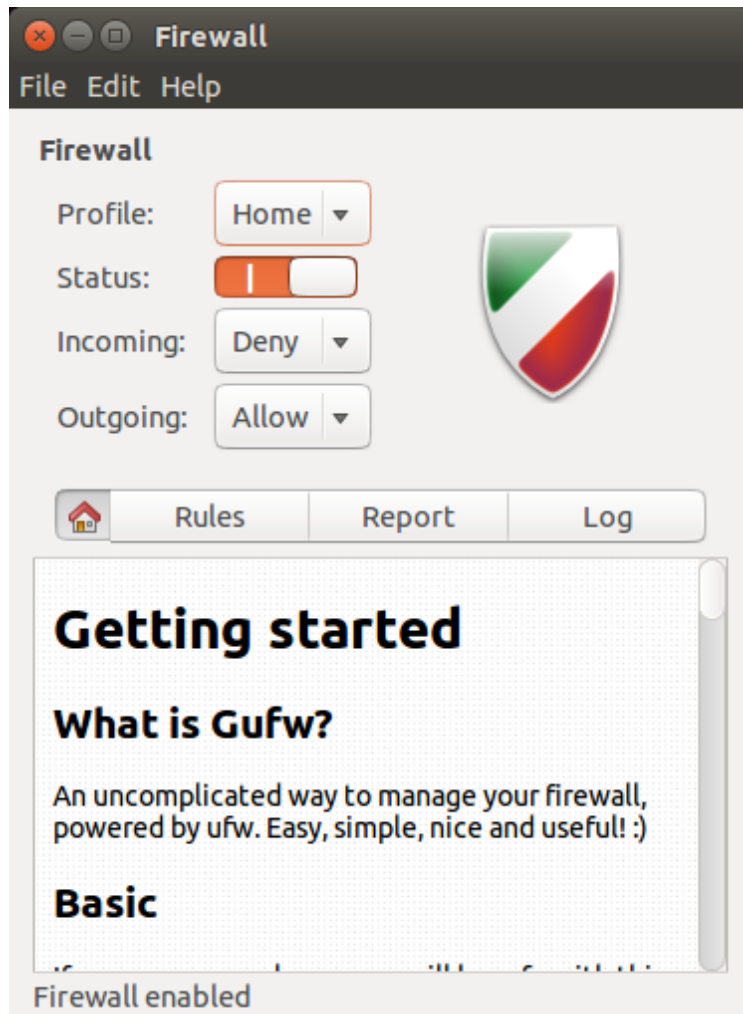 Firewall
File Edit Help
Firewall
Profile: Home
Status:
Incoming: Deny
Outgoing: Allow
Rules Report Log
Getting started
What is Gufw?
An uncomplicated way to manage your firewall,
powered by ufw. Easy, simple, nice and useful! :)
Basic
Firewall enabled